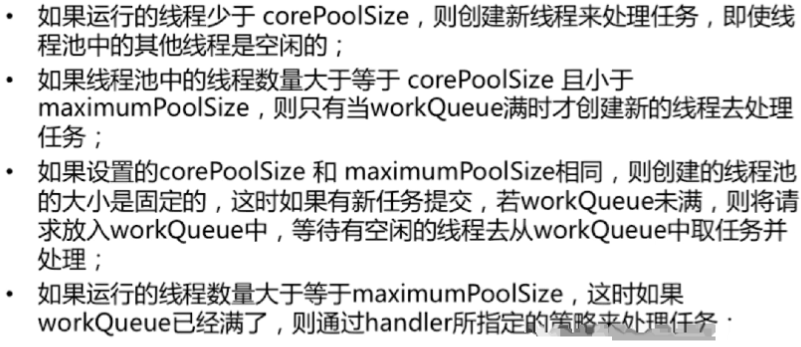 • 如果运行的线程少于 corePoolSize，则创建新线程来处理任务，即使线
程池中的其他线程是空闲的；
• 如果线程池中的线程数量大于等于 corePoolSize 且小于
maximumPoolSize，则只有当workQueue满时才创建新的线程去处理
任务；
• 如果设置的corePoolSize 和 maximumPoolSize相同，则创建的线程池
的大小是固定的，这时如果有新任务提交，若workQueue未满，则将请
求放入workQueue中，等待有空闲的线程去从workQueue中取任务并
处理；
• 如果运行的线程数量大于等于maximumPoolSize，这时如果
workQueue已经满了，则通过handler所指定的策略来处理任务；